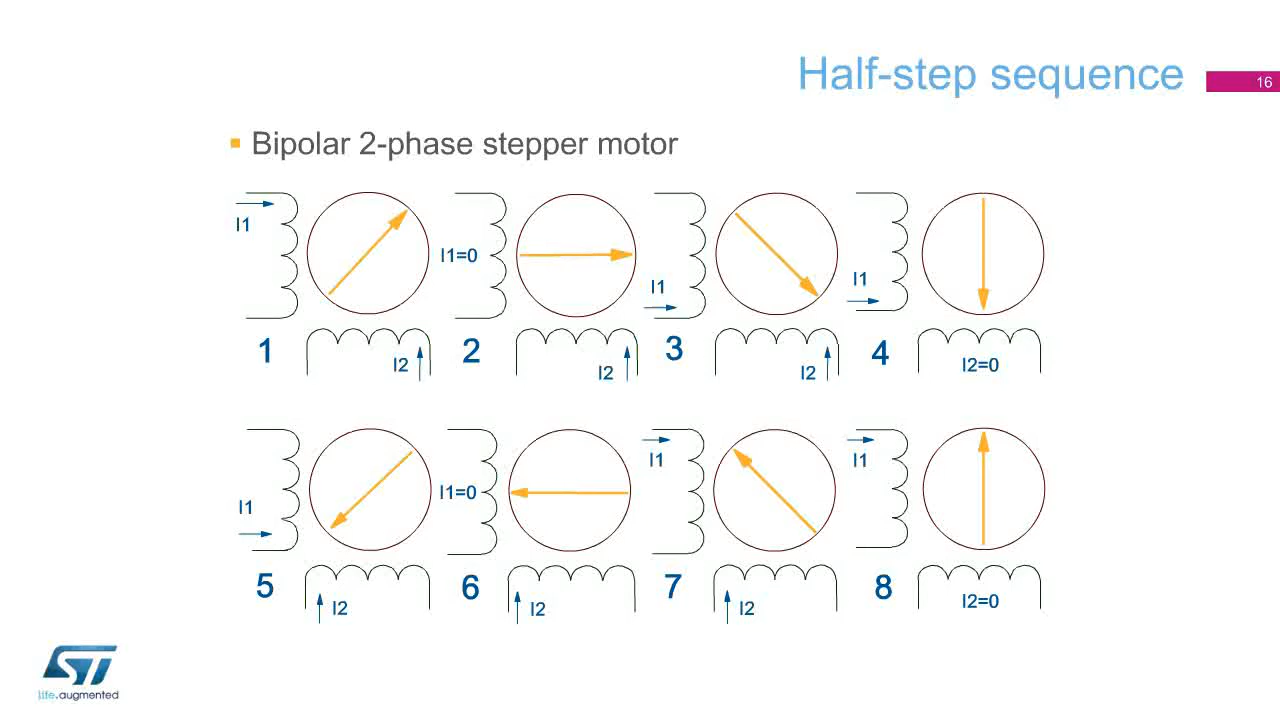 Half-step sequence
16
Bipolar 2-phase stepper motor
I1
I1=0
I1
I1
1
I2
2
I2
3
I2
4
I2=0
I1
I1=0
I1
I1
5
I2
6
I2
7
I2
8
I2=0
ST
life.augmented